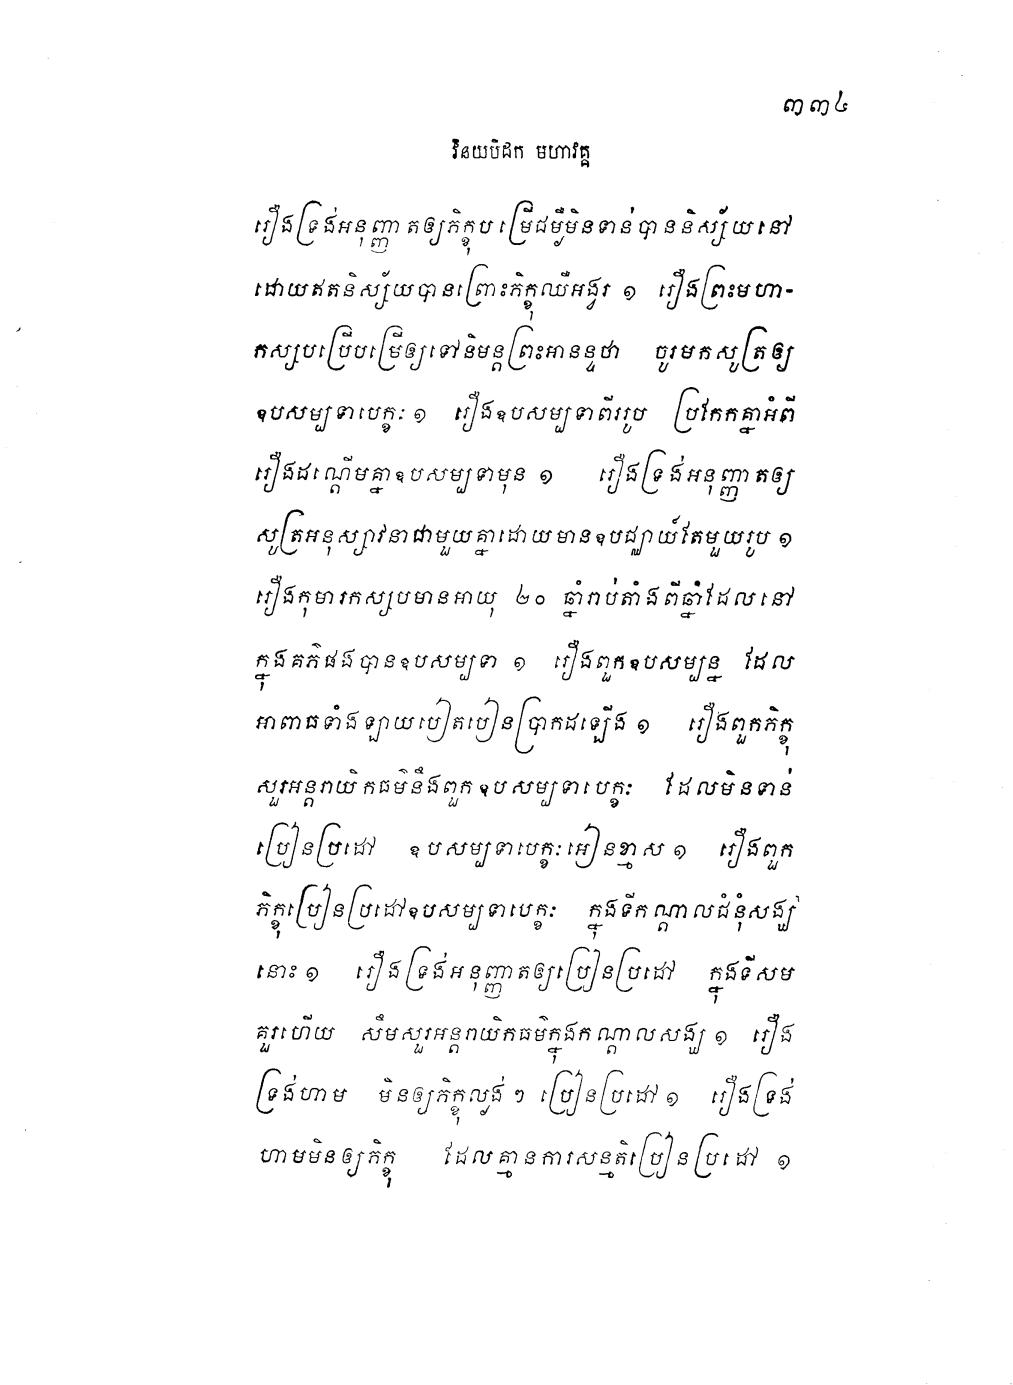 ៣៣៤
វិនយបិដក មហាវគ្គ
រឿងទ្រង់អនុញ្ញាតឲ្យភិក្ខុបម្រើជម្ងឺមិនទាន់បាននិស្ស័យនៅ
ដោយឥតនិស្ស័យបានព្រោះភិក្ខុឈឺអង្វរ ១ រឿងព្រះមហា-
កស្សបប្រើបម្រើឲ្យទៅនិមន្តព្រះអានន្ទថា ចូរមកសូត្រឲ្យ
ឧបសម្បទាបេក្ខៈ ១ រឿងឧបសម្បទាពីររូប ប្រកែកគ្នាអំពី
រឿងដណ្តើមគ្នាឧបសម្បទាមុន ១ រឿងទ្រង់អនុញ្ញាតឲ្យ
សូត្រអនុស្សាវនាជាមួយគ្នាដោយមានឧបជ្ឈាយ៍តែមួយរូប ១
រឿងកុមារកស្សបមានអាយុ ២០ ឆ្នាំរាប់តាំងពីឆ្នាំដែលនៅ
ក្នុងគភ៌ផងបានឧបសម្បទា ១ រឿងពួកឧបសម្បន្ន ដែល
អាពាធទាំងឡាយបៀតបៀនប្រាកដឡើង ១ រឿងពួកភិក្ខុ
សួរអន្តរាយិកធម៌នឹងពួកឧបសម្បទាបេក្ខៈ ដែលមិនទាន់
ប្រៀនប្រដៅ ឧបសម្បទាបេក្ខៈអៀនខ្មាស ១ រឿងពួក
ភិក្ខុប្រៀនប្រដៅឧបសម្បទាបេក្ខៈ ក្នុងទីកណ្តាលជំនុំសង្ឃ
នោះ ១ រឿងទ្រង់អនុញ្ញាតឲ្យប្រៀនប្រដៅ ក្នុងទីសម
គួរហើយ សឹមសួរអន្តរាយិកធម៌ក្នុងកណ្តាលសង្ឃ ១ រឿង
ទ្រង់ហាម មិនឲ្យភិក្ខុល្ងង់ ៗ ប្រៀនប្រដៅ ១ រឿងទ្រង់
ហាមមិនឲ្យភិក្ខុ ដែលគ្មានការសន្មតិប្រៀនប្រដៅ ១